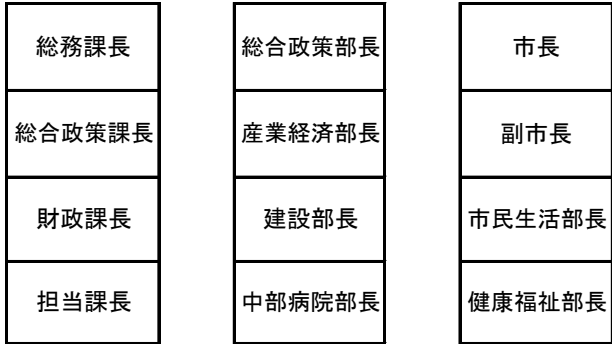 総務課長
総合政策部長
市長
総合政策課長
産業経済部長
副市長
財政課長
建設部長
市民生活部長
担当課長
中部病院部長
健康福祉部長